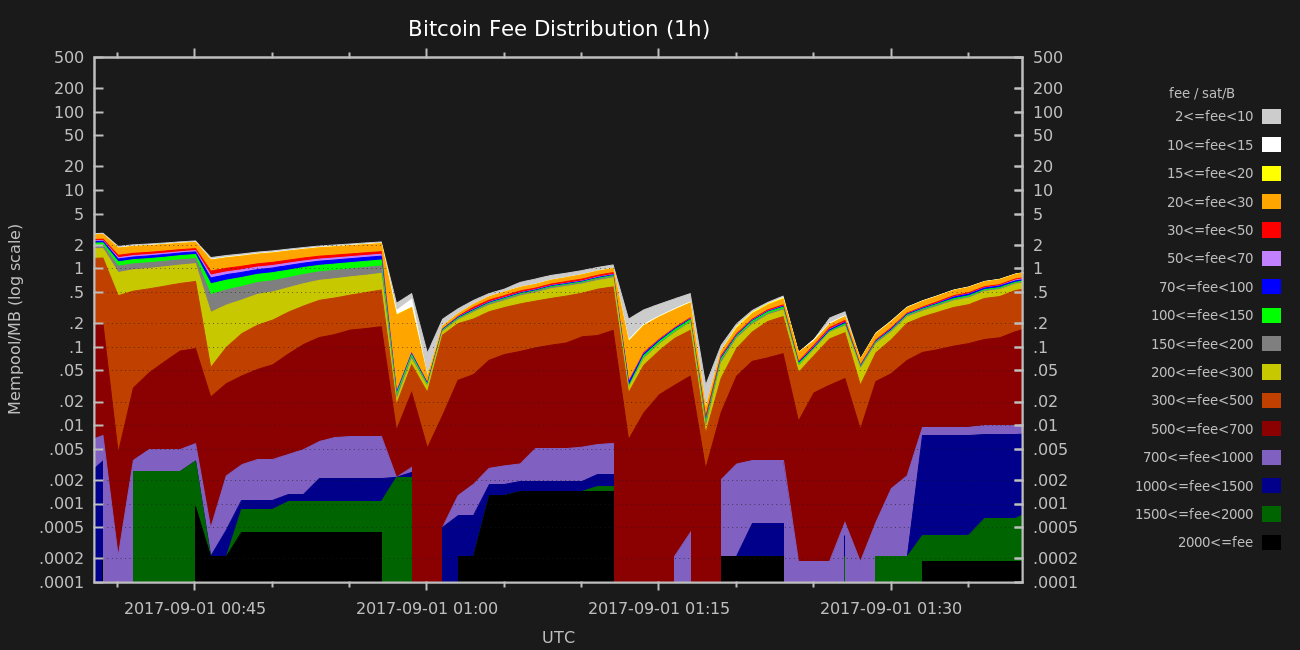 Bitcoin Fee Distribution (1h)
500 500
200 200
100 100
50 50
20 20
10 10
5 5
2 2
1 1
.5 .5
.2 .2
.1 .1
.05 .05
.02 .02
.01 .01
.005 .005
.002 .002
.001 .001
.0005 .0005
.0002 .0002
.0001 .0001
Mempool/MB (log scale)
2017-09-01 00:45 2017-09-01 01:00 2017-09-01 01:15 2017-09-01 01:30
UTC
fee / sat/B
2<=fee<10
10<=fee<15
15<=fee<20
20<=fee<30
30<=fee<50
50<=fee<70
70<=fee<100
100<=fee<150
150<=fee<200
200<=fee<300
300<=fee<500
500<=fee<700
700<=fee<1000
1000<=fee<1500
1500<=fee<2000
2000<=fee